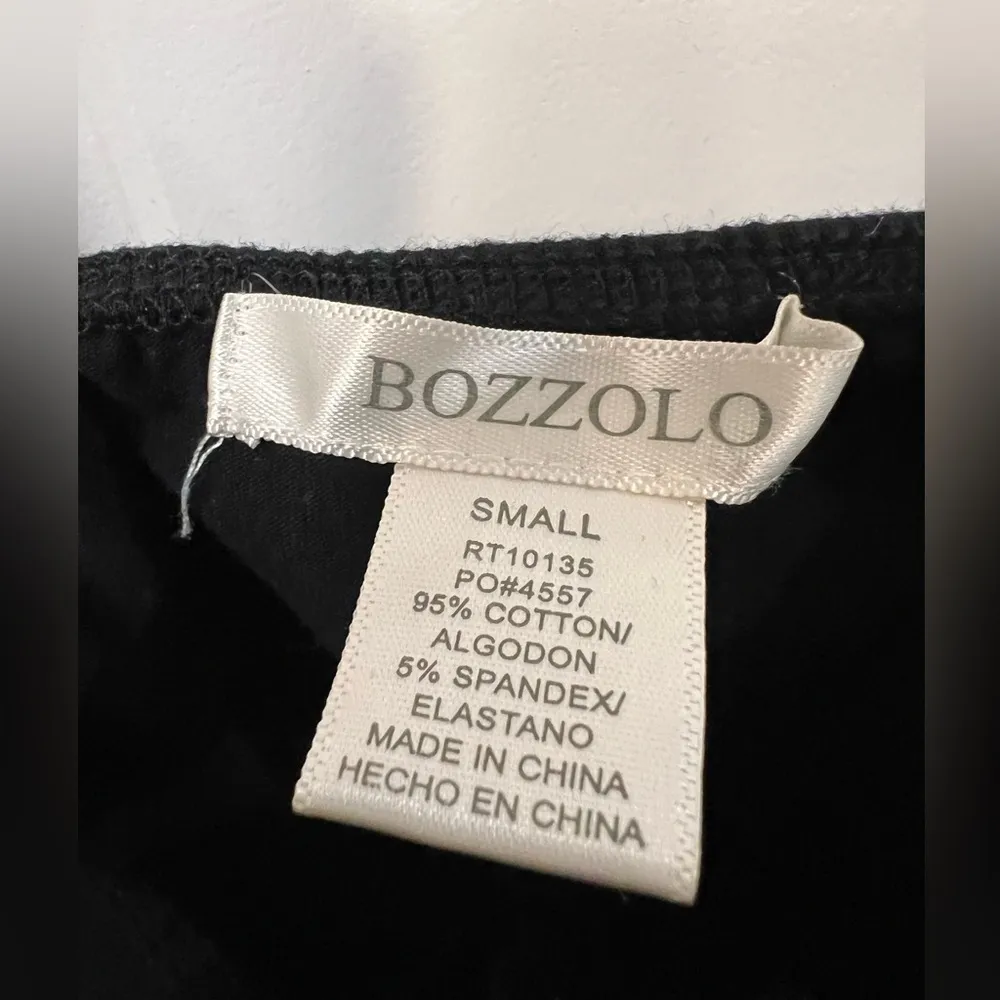 BOZZOLO
SMALL
RT10135
PO#4557
95% COTTON/
ALGODON
5% SPANDEX/
ELASTANO
MADE IN CHINA
HECHO EN CHINA